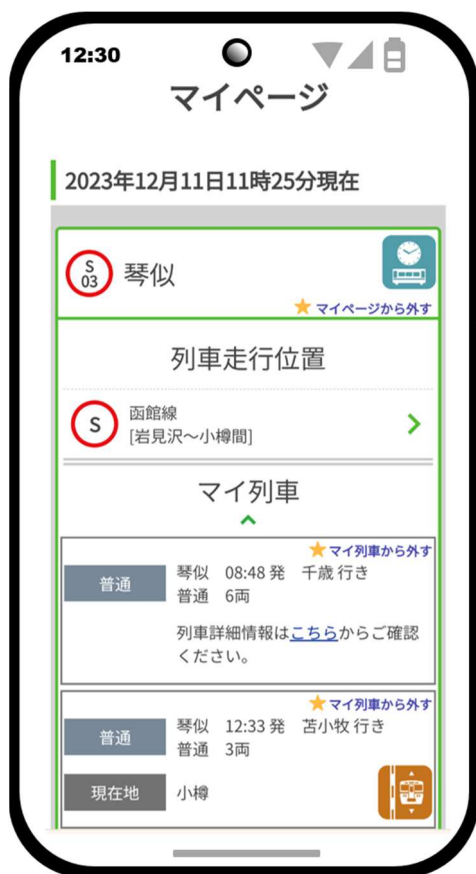 12:30
マイページ
2023年12月11日11時25分現在
S
03
琴似
マイページから外す
列車走行位置
S
函館線
[岩見沢～小樽間]
マイ列車
マイ列車から外す
普通
琴似 08:48 発 千歳 行き
普通 6両
列車詳細情報はこちらからご確認
ください。
マイ列車から外す
普通
琴似 12:33 発 苫小牧 行き
普通 3両
現在地
小樽